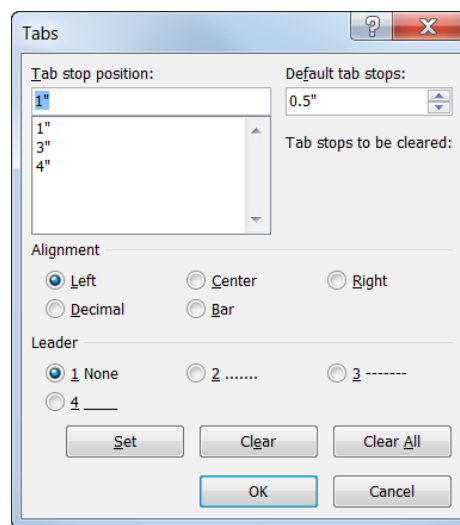 Tabs
Tab stop position:
Default tab stops:
1"
0.5"
1"
3"
4"
Tab stops to be cleared:
Alignment
Left
Center
Right
Decimal
Bar
Leader
1 None
2 .......
3 -------
4 ____
Set
Clear
Clear All
OK
Cancel